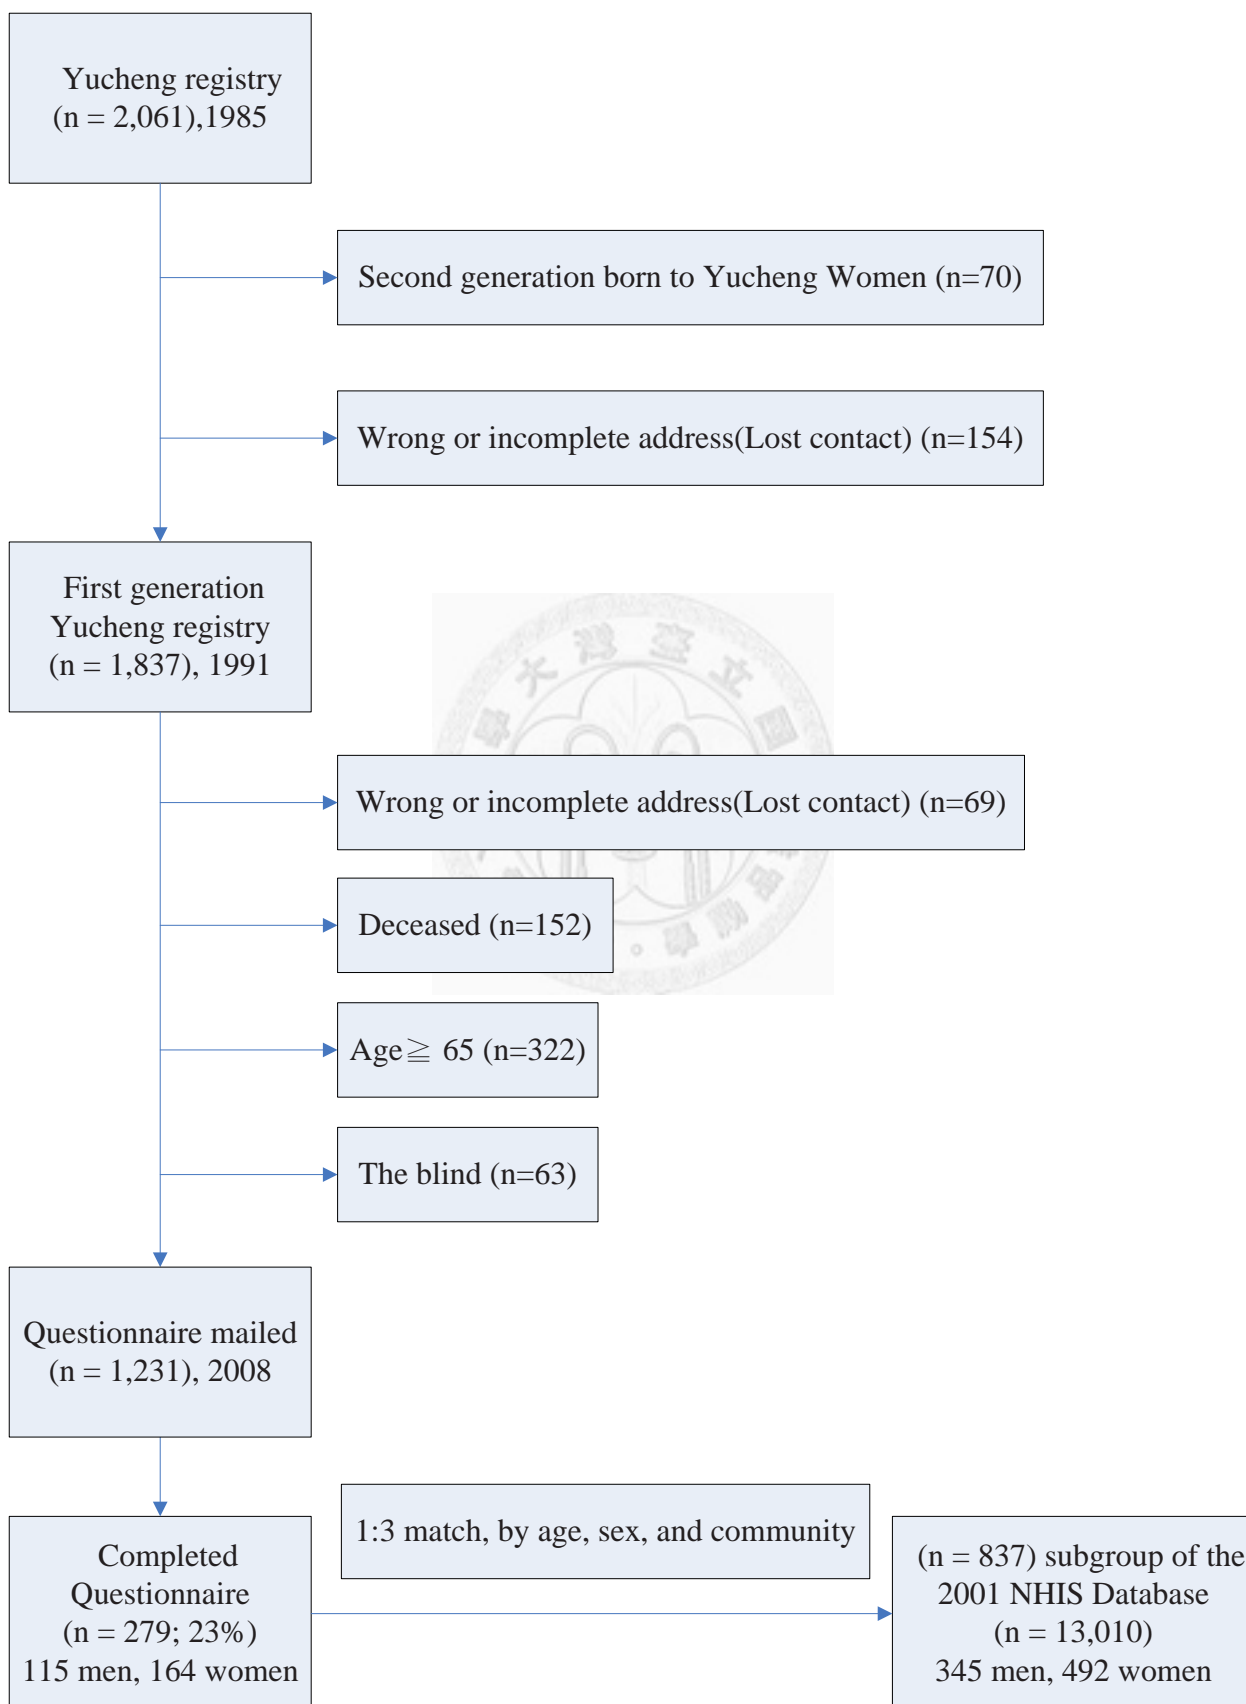 Yucheng registry
(n = 2,061),1985
Second generation born to Yucheng Women (n=70)
Wrong or incomplete address(Lost contact) (n=154)
First generation
Yucheng registry
(n = 1,837), 1991
Wrong or incomplete address(Lost contact) (n=69)
Deceased (n=152)
Age≧ 65 (n=322)
The blind (n=63)
Questionnaire mailed
(n = 1,231), 2008
1:3 match, by age, sex, and community
Completed
Questionnaire
(n = 279; 23%)
115 men, 164 women
(n = 837) subgroup of the
2001 NHIS Database
(n = 13,010)
345 men, 492 women